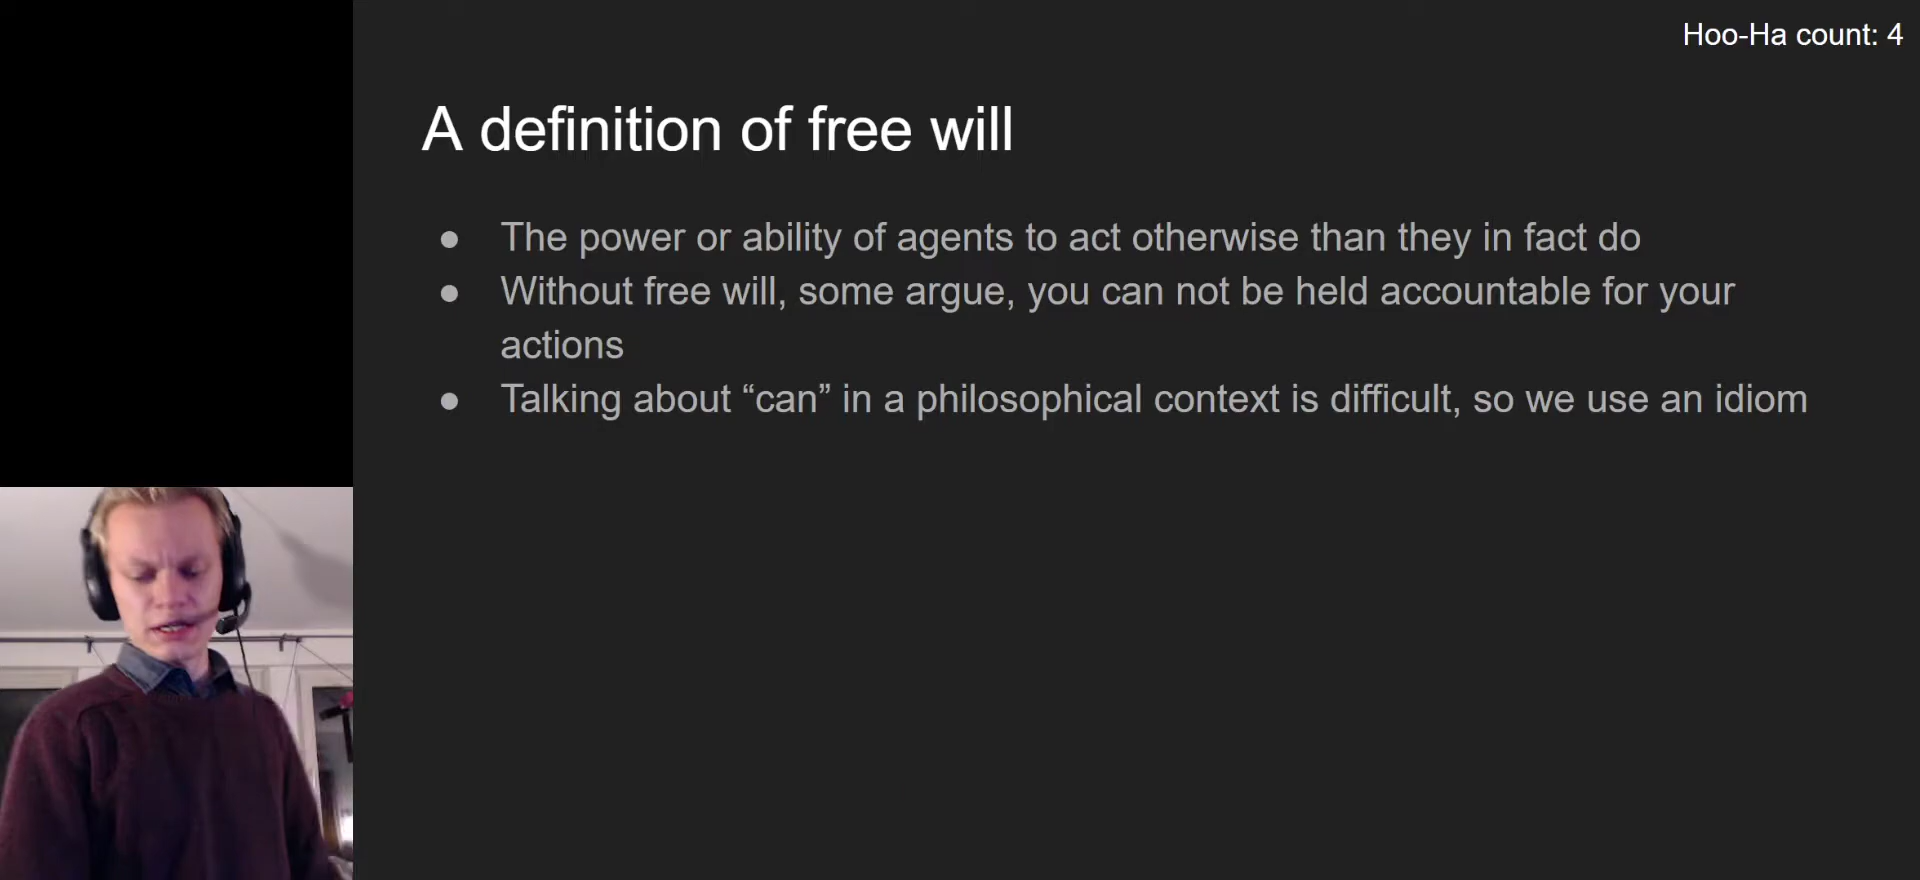 Hoo-Ha count: 4
A definition of free will
● The power or ability of agents to act otherwise than they in fact do
● Without free will, some argue, you can not be held accountable for your
actions
● Talking about “can” in a philosophical context is difficult, so we use an idiom